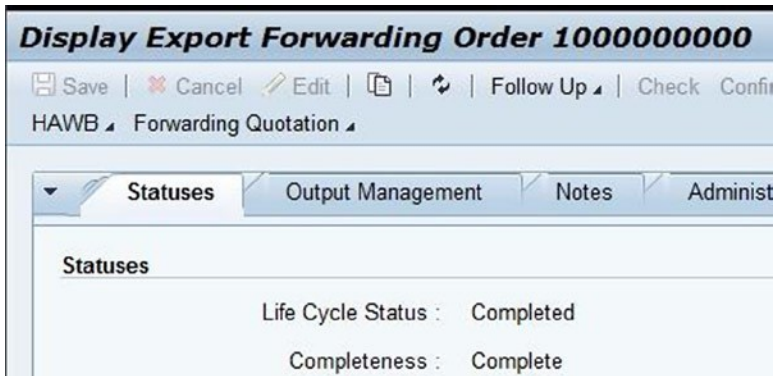 Display Export Forwarding Order 1000000000
Save | Cancel Edit | | | Follow Up | Check
HAWB Forwarding Quotation
Statuses Output Management Notes
Statuses
Life Cycle Status : Completed
Completeness : Complete